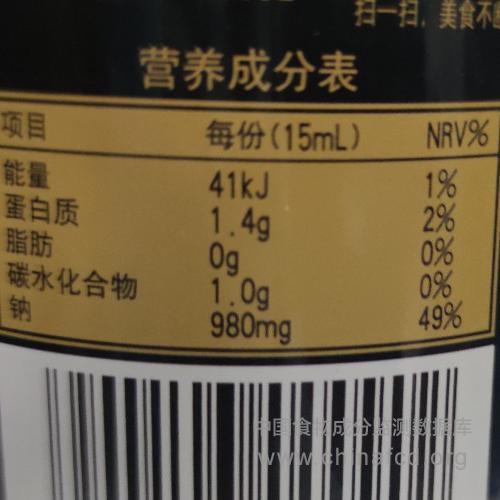 扫一扫，美食不
营养成分表
项目 每份(15mL) NRV%
能量 41kJ 1%
蛋白质 1.4g 2%
脂肪 0g 0%
碳水化合物 1.0g 0%
钠 980mg 49%
中国食物成分监测数据库
www.chinafcd.org